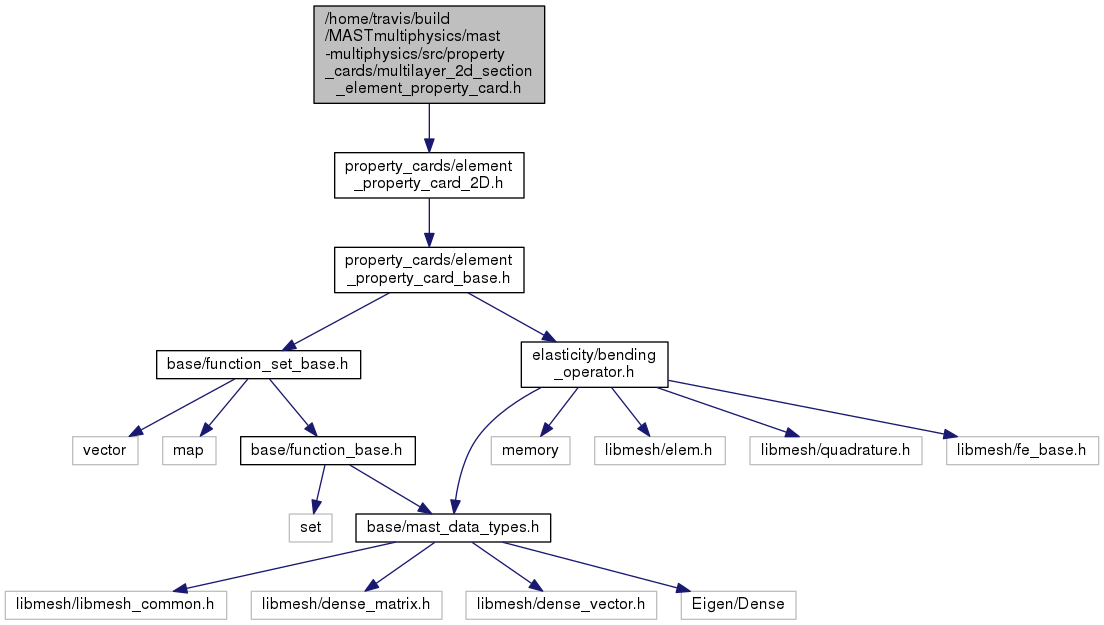 /home/travis/build
/MASTmultiphysics/mast
-multiphysics/src/property
_cards/multilayer_2d_section
_element_property_card.h
property_cards/element
_property_card_2D.h
property_cards/element
_property_card_base.h
base/function_set_base.h
elasticity/bending
_operator.h
vector
map
base/function_base.h
memory
libmesh/elem.h
libmesh/quadrature.h
libmesh/fe_base.h
set
base/mast_data_types.h
libmesh/libmesh_common.h
libmesh/dense_matrix.h
libmesh/dense_vector.h
Eigen/Dense